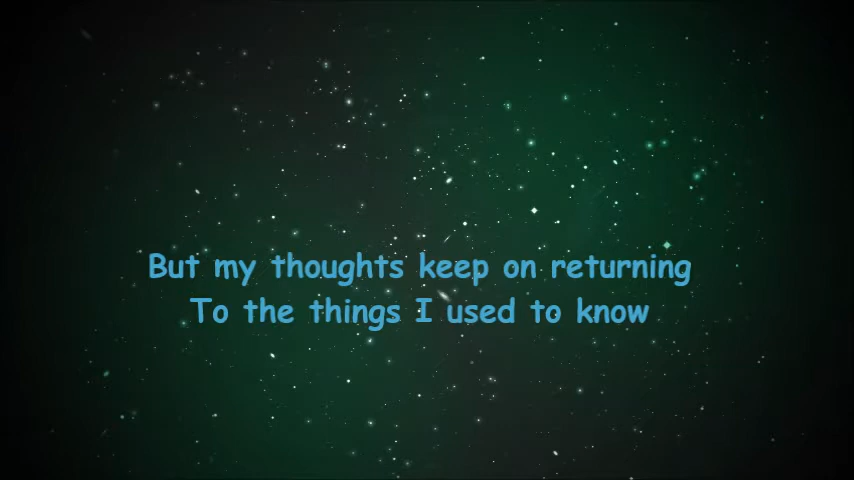 But my thoughts keep on returning
To the things I used to know